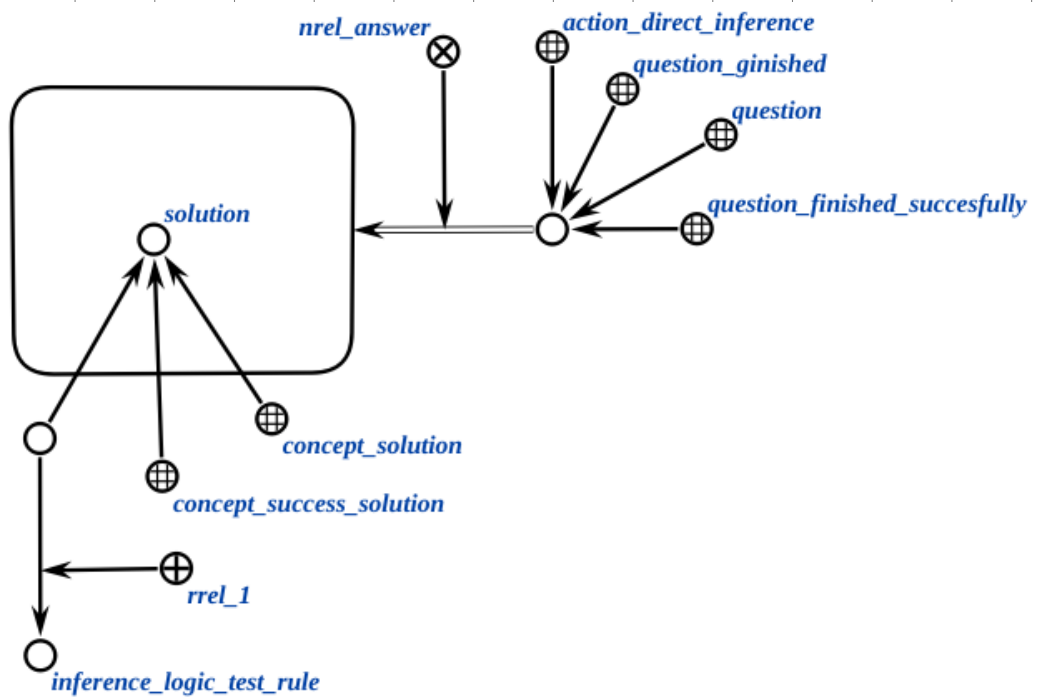 nrel_answer
action_direct_inference
question_ginished
question
question_finished_succesfully
solution
concept_solution
concept_success_solution
rrel_1
inference_logic_test_rule